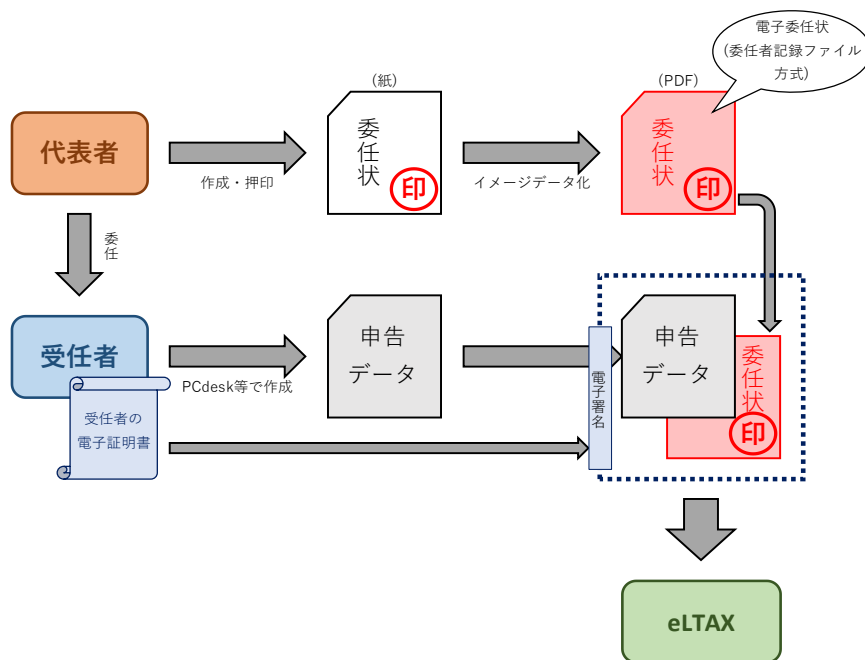 電子委任状
(委任者記録ファイル
方式)
(紙)
(PDF)
代表者
委任状
印
委任状
印
作成・押印
イメージデータ化
委任
受任者
申告
データ
申告
データ
委任状
印
PCdesk等で作成
電子署名
受任者の
電子証明書
eLTAX